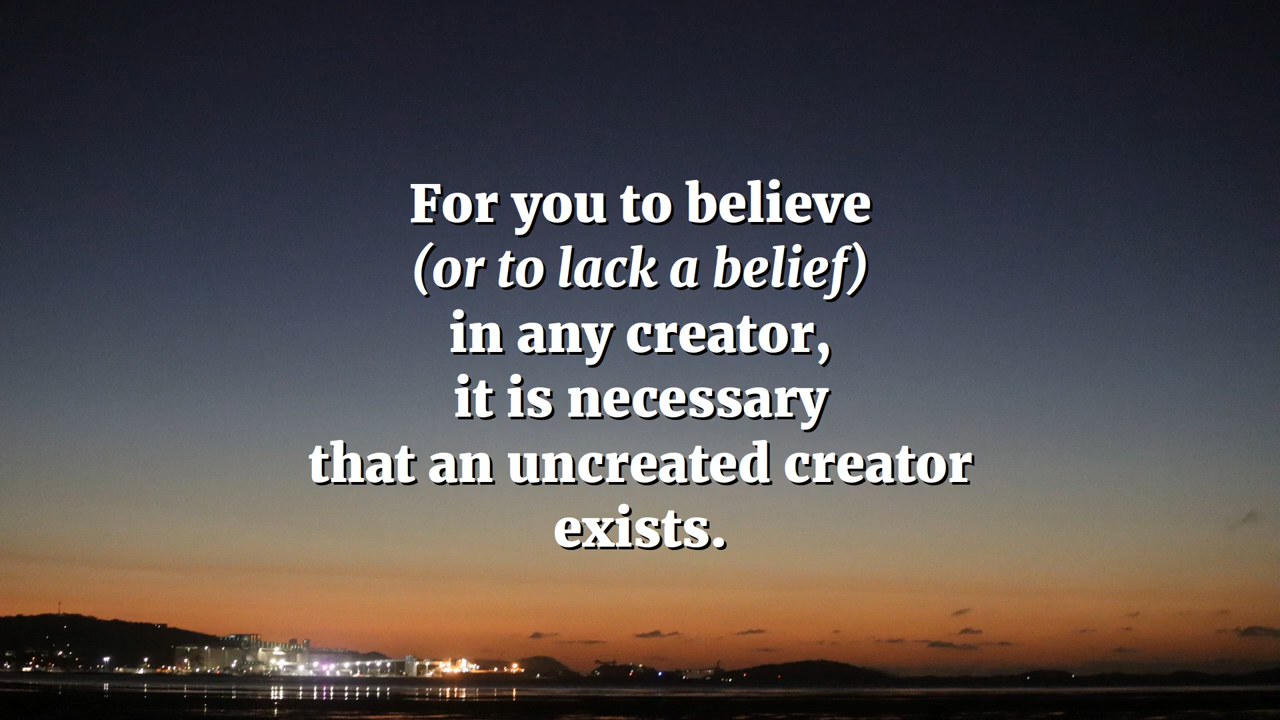 For you to believe
(or to lack a belief)
in any creator,
it is necessary
that an uncreated creator
exists.